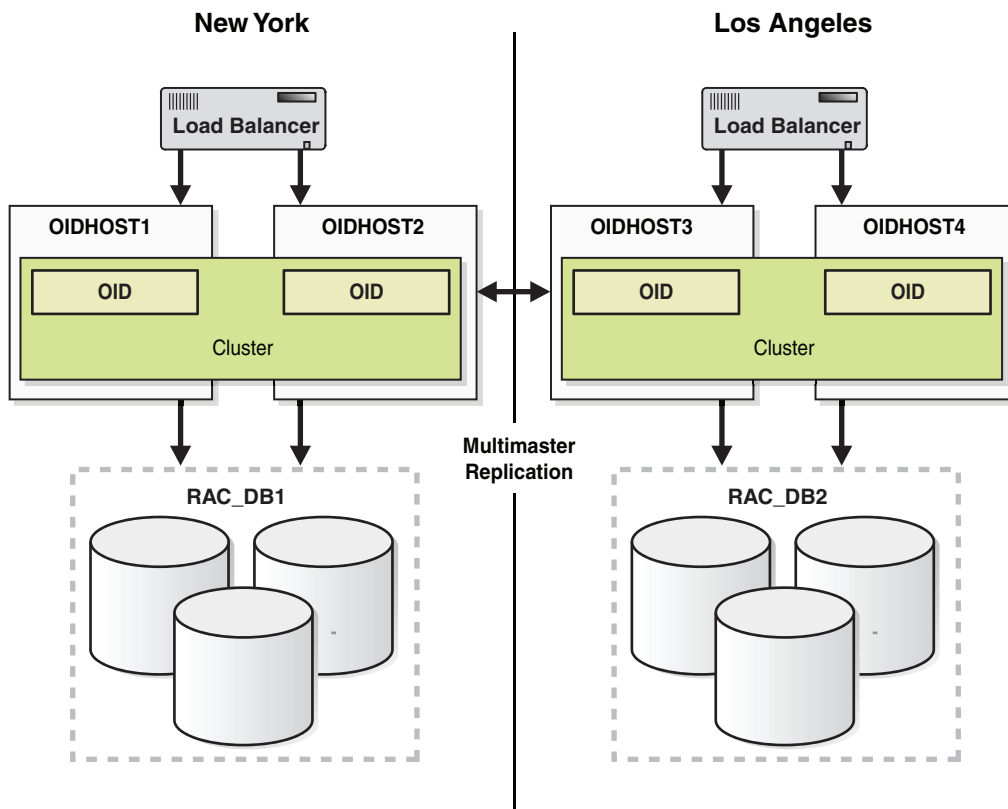 New York
Los Angeles
Load Balancer
Load Balancer
OIDHOST1
OIDHOST2
OIDHOST3
OIDHOST4
OID
OID
OID
OID
Cluster
Cluster
Multimaster
Replication
RAC_DB1
RAC_DB2